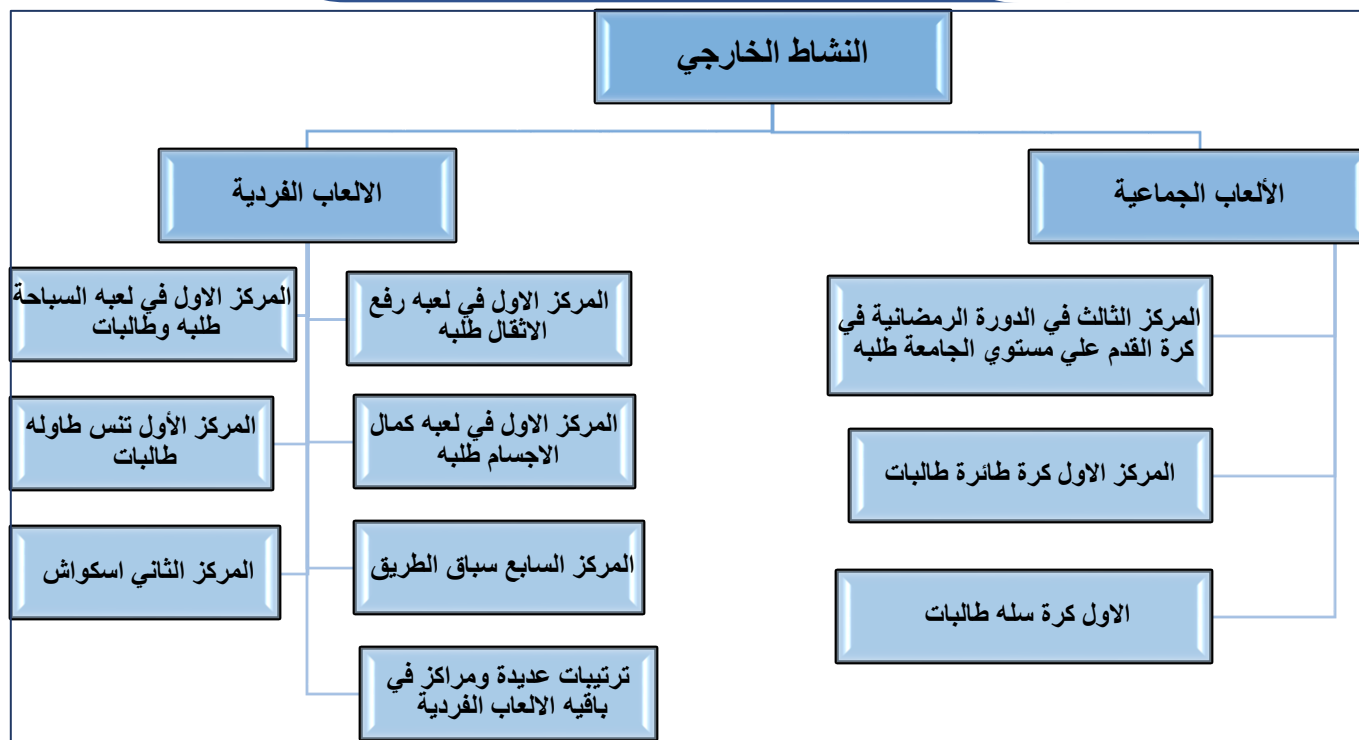 النشاط الخارجي
الألعاب الجماعية
المركز الثالث في الدورة الرمضانية في
كرة القدم علي مستوي الجامعة طلبه
المركز الاول كرة طائرة طالبات
الاول كرة سله طالبات
الالعاب الفردية
المركز الاول في لعبه رفع
الاثقال طلبه
المركز الاول في لعبه السباحة
طلبه وطالبات
المركز الاول في لعبه كمال
الاجسام طلبه
المركز الأول تنس طاوله
طالبات
المركز السابع سباق الطريق
المركز الثاني اسكواش
ترتيبات عديدة ومراكز في
باقيه الالعاب الفردية